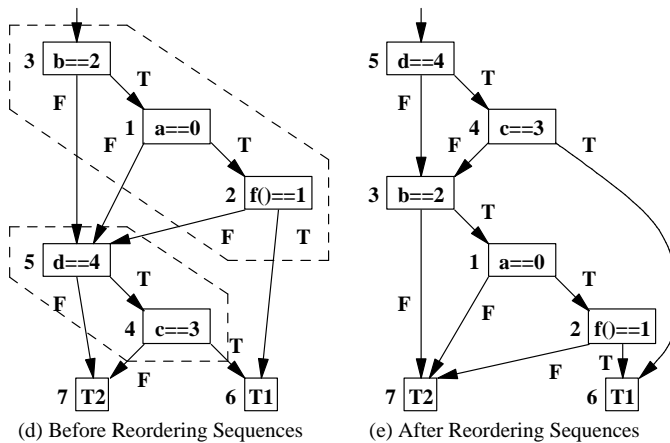 3 b==2
T
F
1 a==0
F
T
2 f()==1
F
T
5 d==4
T
F
4 c==3
T
F
7 T2
6 T1
(d) Before Reordering Sequences
5 d==4
T
F
4 c==3
T
F
3 b==2
T
1 a==0
F
T
F
2 f()==1
T
F
7 T2
6 T1
(e) After Reordering Sequences